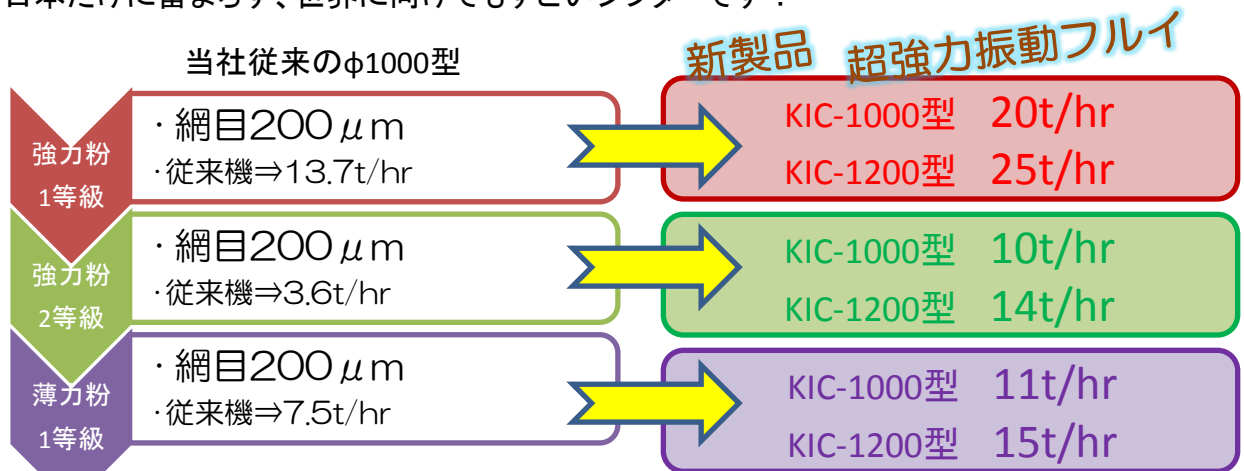 当社従来のφ1000型
新製品 超強力振動フルイ
強力粉
1等級
・網目200μm
・従来機⇒13.7t/hr
KIC-1000型 20t/hr
KIC-1200型 25t/hr
強力粉
2等級
・網目200μm
・従来機⇒3.6t/hr
KIC-1000型 10t/hr
KIC-1200型 14t/hr
薄力粉
1等級
・網目200μm
・従来機⇒7.5t/hr
KIC-1000型 11t/hr
KIC-1200型 15t/hr